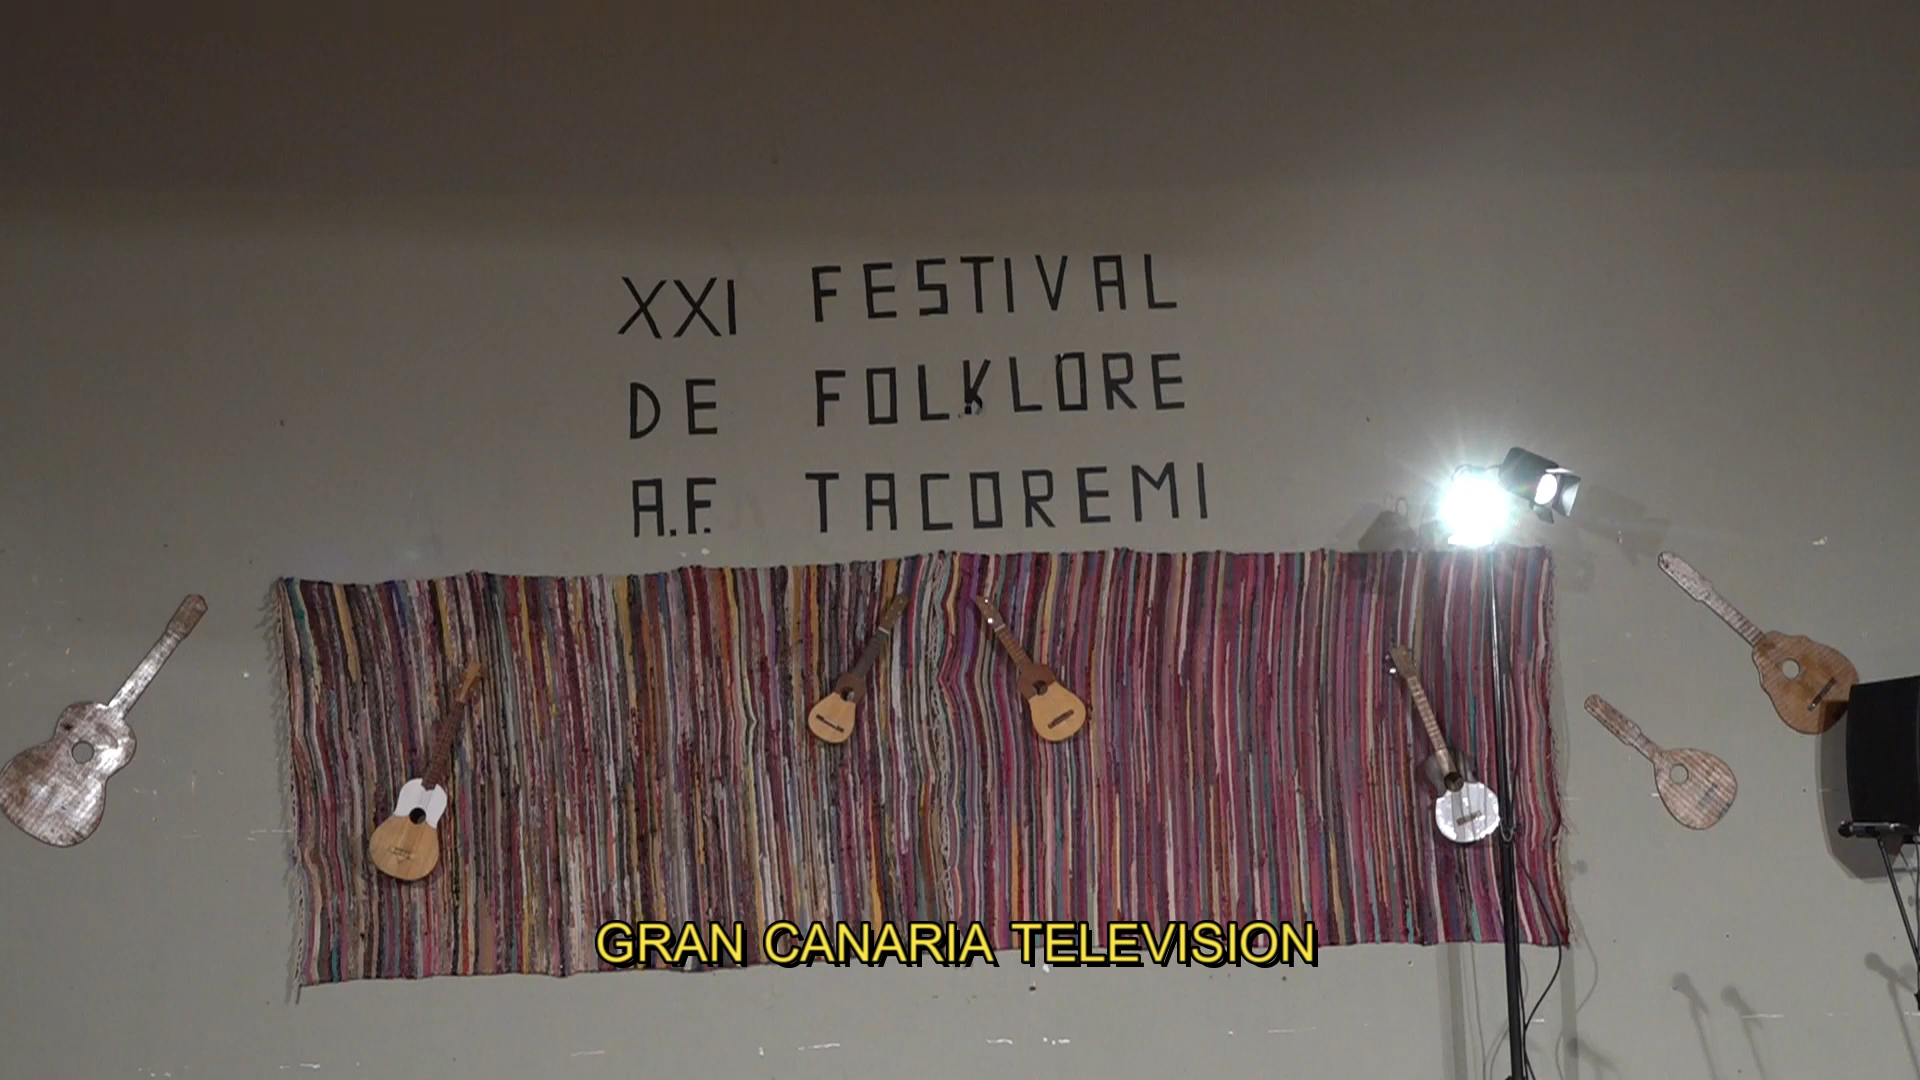 XXI FESTIVAL
DE FOLKLORE
A.F. TACOREMI
GRAN CANARIA TELEVISION